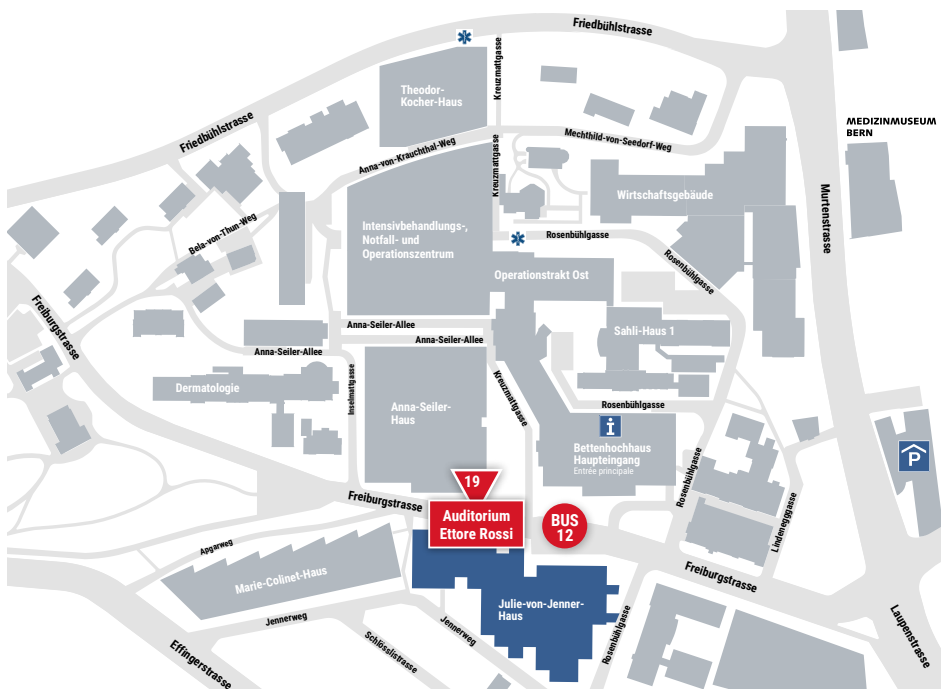 Friedbühlstrasse
Theodor-
Kocher-Haus
Kreuzmattgasse
MEDIZINMUSEUM
BERN
Friedbühlstrasse
Anna-von-Krauchthal-Weg
Mechthild-von-Seedorf-Weg
Kreuzmattgasse
Wirtschaftsgebäude
Murtenstrasse
Bela-von-Thun-Weg
Intensivbehandlungs-,
Notfall- und
Operationszentrum
Rosenbühlgasse
Rosenbühlgasse
Operationstrakt Ost
Freiburgstrasse
Anna-Seiler-Allee
Sahli-Haus 1
Anna-Seiler-Allee
Anna-Seiler-Allee
Dermatologie
Inselmattgasse
Kreuzmattgasse
Anna-Seiler-
Haus
Rosenbühlgasse
i
Bettenhochhaus
Haupteingang
Entrée principale
P
Rosenbühlgasse
19
Freiburgstrasse
Auditorium
Ettore Rossi
BUS
12
Lindenegggasse
Apgarweg
Marie-Colinet-Haus
Freiburgstrasse
Julie-von-Jenner-
Haus
Jennerweg
Jennerweg
Schlösslistrasse
Rosenbühlgasse
Laupenstrasse
Effingerstrasse